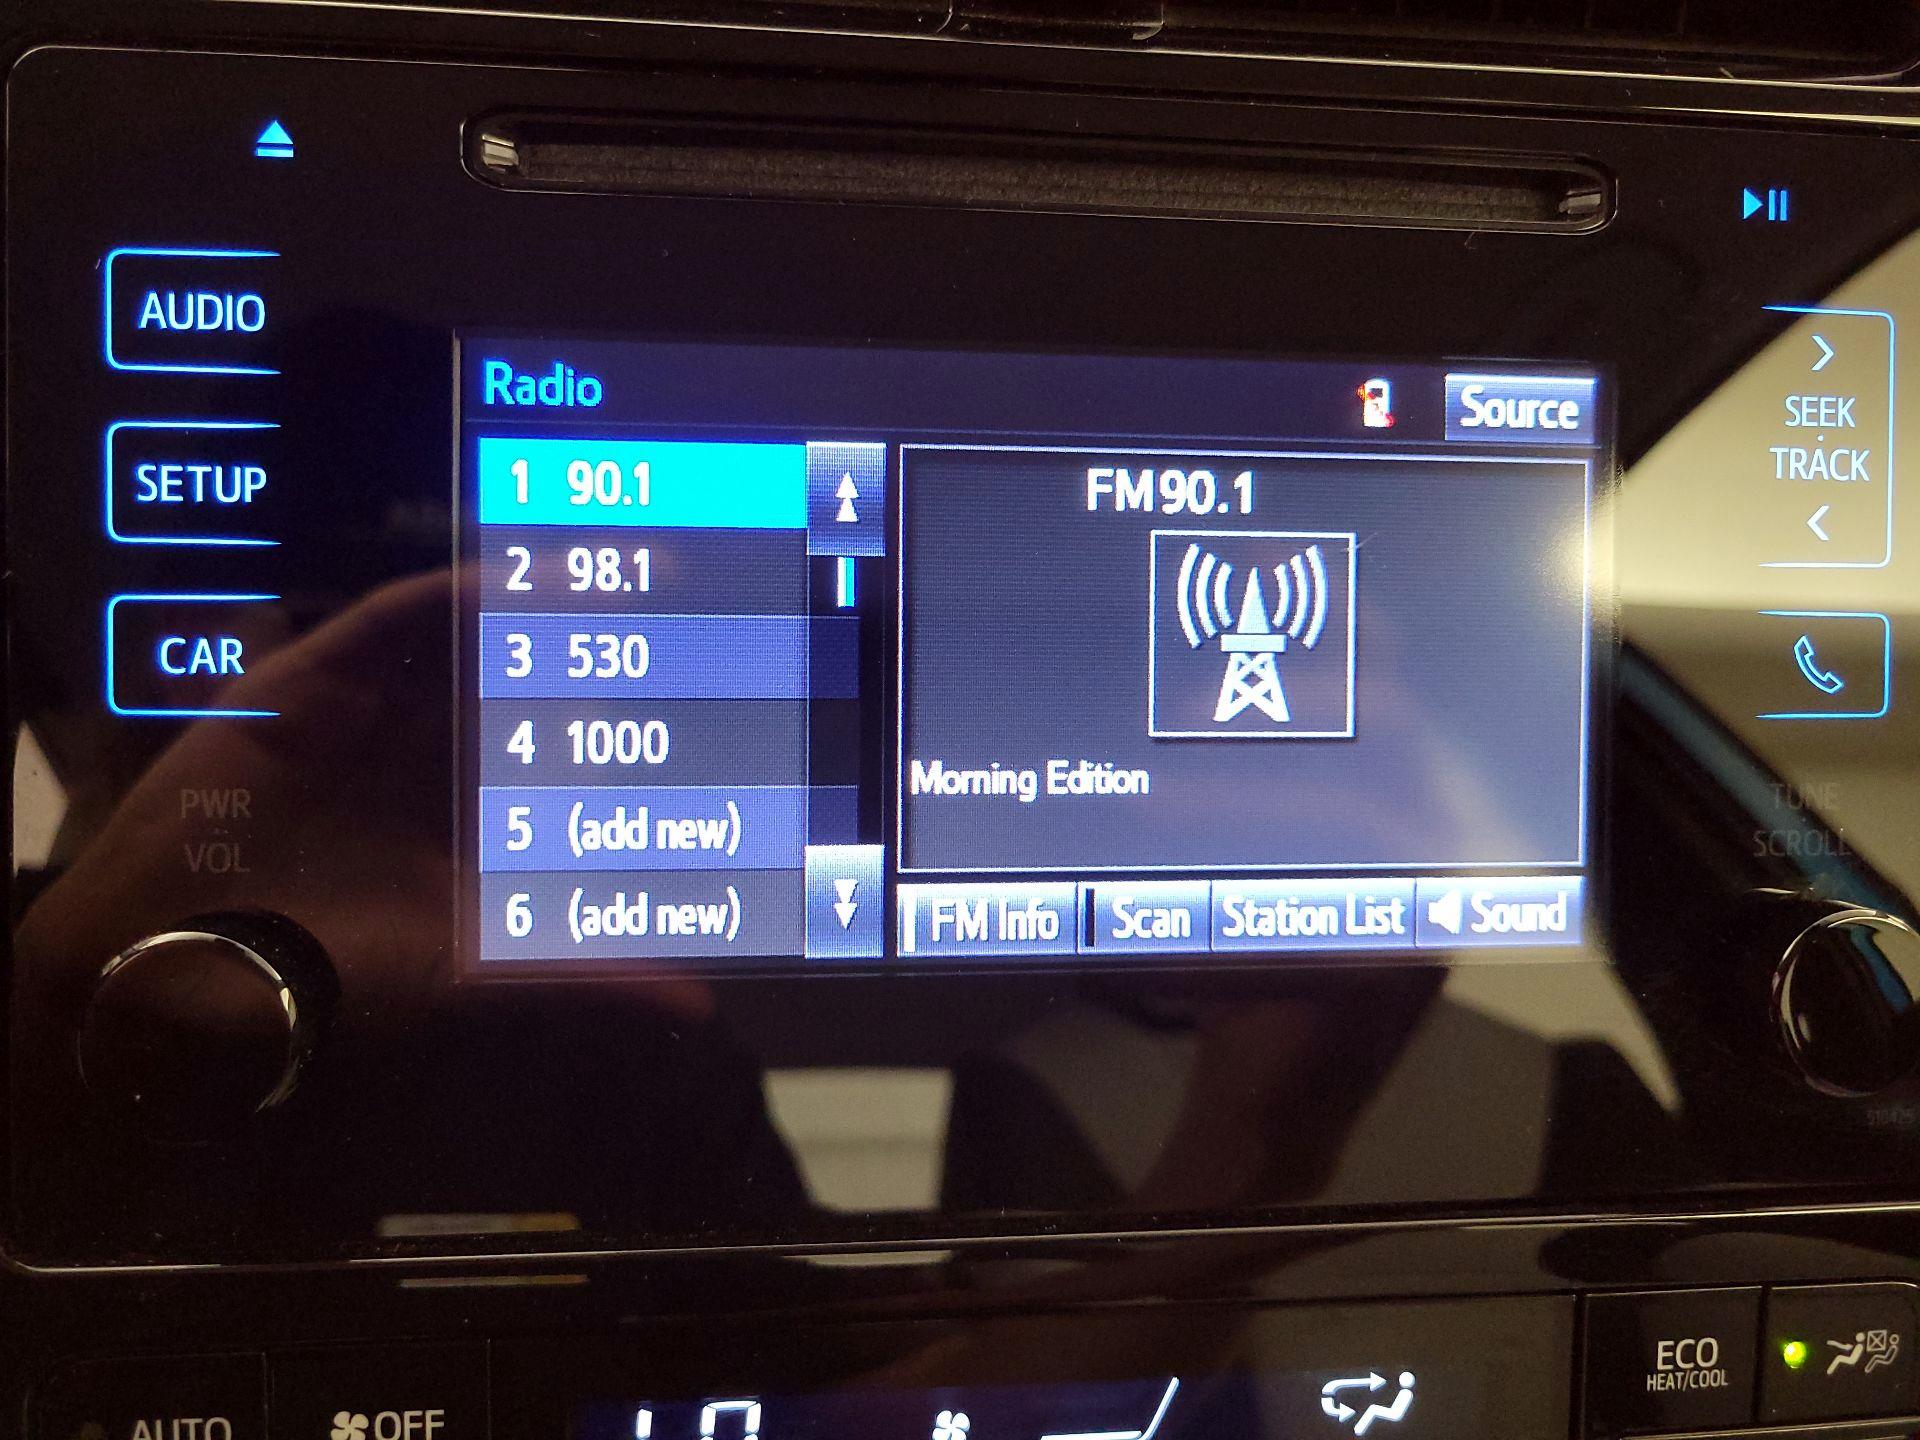 AUDIO
SETUP
CAR
PWR
VOL
Radio
Source
1 90.1
2 98.1
3 530
4 1000
5 (add new)
6 (add new)
FM90.1
Morning Edition
FM Info
Scan
Station List
Sound
SEEK
TRACK
TUNE
SCROLL
AUTO
OFF
ECO
HEAT/COOL